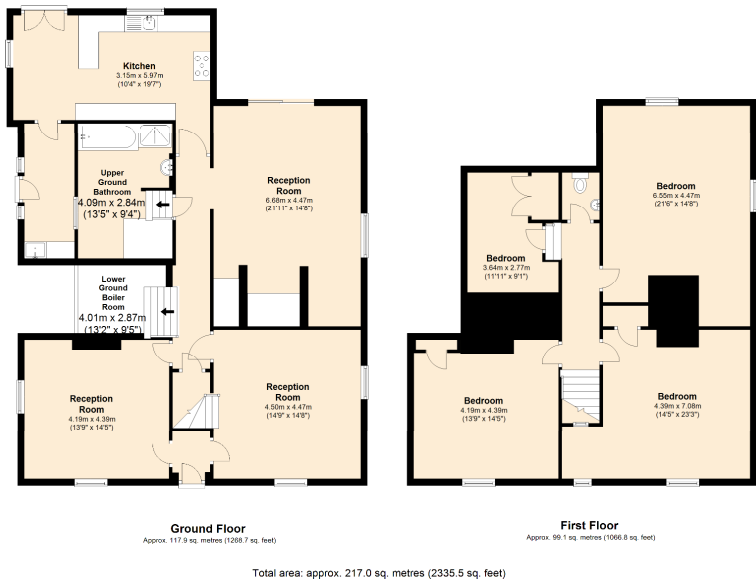 Kitchen
3.15m x 5.97m
(10'4" x 19'7")
Upper
Ground
Bathroom
4.09m x 2.84m
(13'5" x 9'4")
Reception
Room
6.68m x 4.47m
(21'11" x 14'8")
Lower
Ground
Boiler
Room
4.01m x 2.87m
(13'2" x 9'5")
Reception
Room
4.19m x 4.39m
(13'9" x 14'5")
Reception
Room
4.50m x 4.47m
(14'9" x 14'8")
Ground Floor
Approx. 117.9 sq. metres (1268.7 sq. feet)
Bedroom
6.55m x 4.47m
(21'6" x 14'8")
Bedroom
3.64m x 2.77m
(11'11" x 9'1")
Bedroom
4.19m x 4.39m
(13'9" x 14'5")
Bedroom
4.39m x 7.08m
(14'5" x 23'3")
First Floor
Approx. 99.1 sq. metres (1066.8 sq. feet)
Total area: approx. 217.0 sq. metres (2335.5 sq. feet)